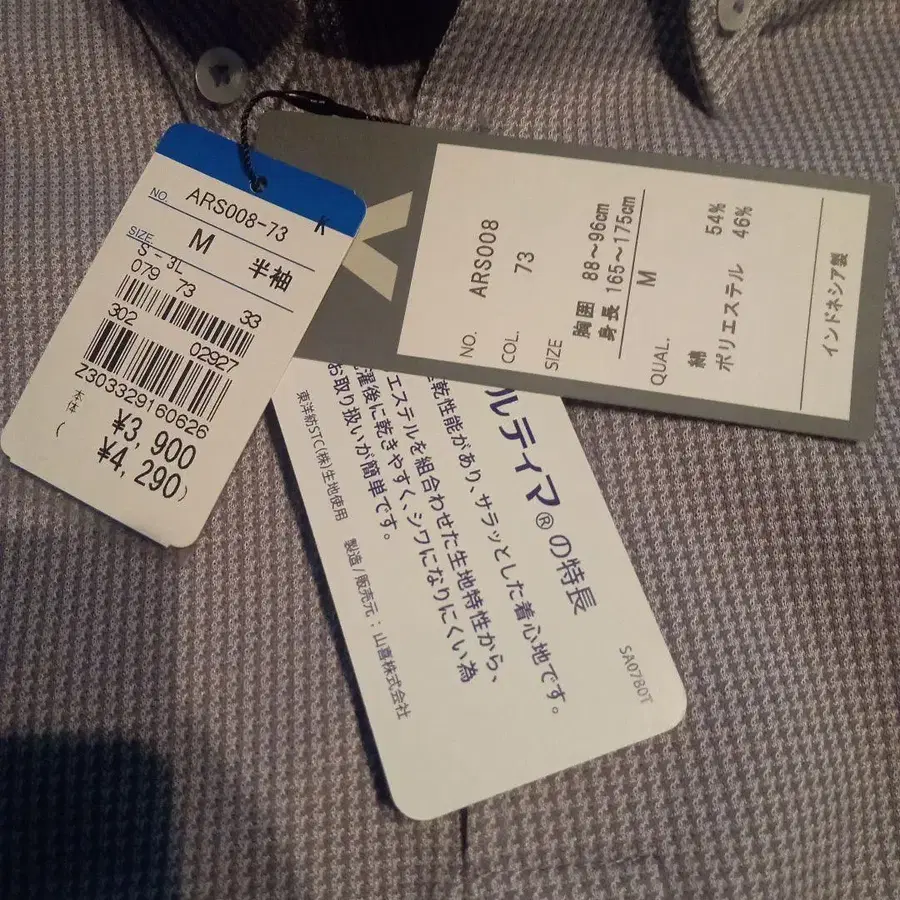 NO. ARS008-73 K
SIZE M 半袖
S - 3L
079 73
33
302
02927
Z3033291606​26
本体 ¥3,900
( ¥4,290)
NO. ARS008
COL. 73
SIZE 胸囲 88～96cm
身長 165～175cm
M
QUAL.
綿 54%
ポリエステル 46%
インドネシア製
ルティマ®の特長
乾性能があり、サラッとした着心地です。
エステルを組合わせた生地特性から、
濯後に乾きやすく、シワになりにくい為
お取り扱いが簡単です。
東洋紡STC(株)生地使用 製造/販売元:山喜株式会社
SA07B0T